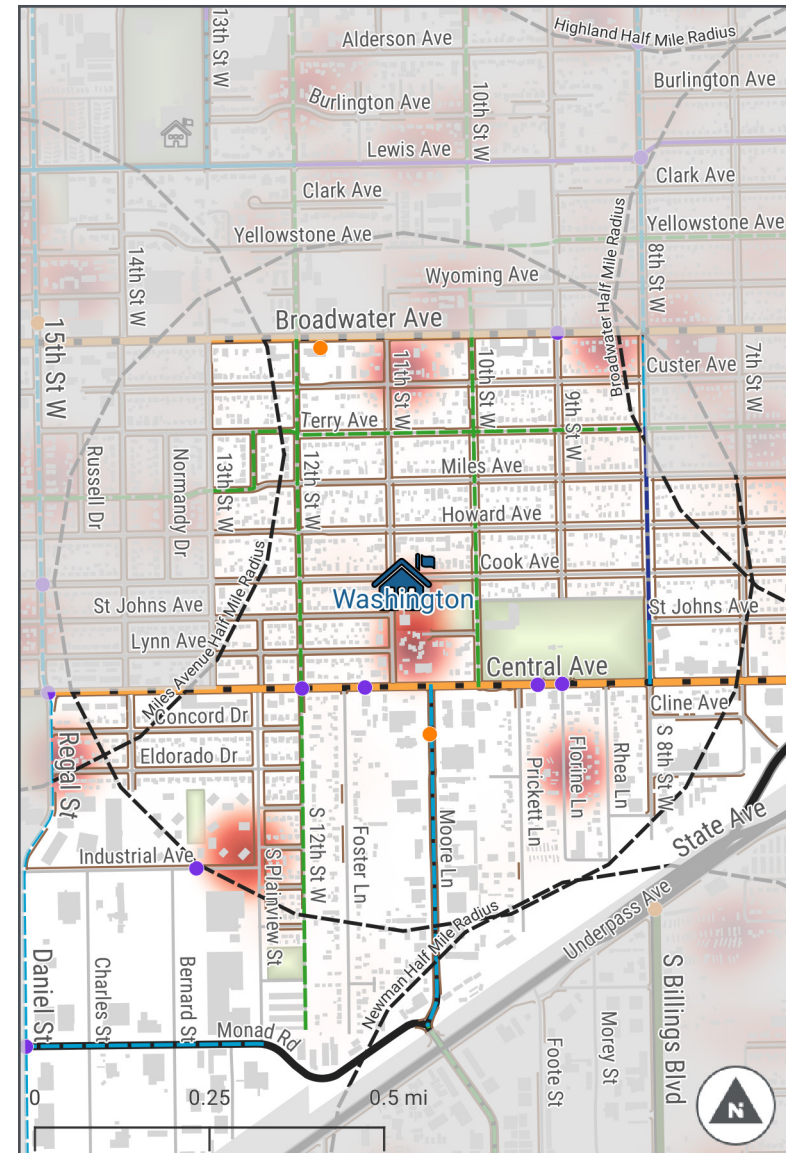 13th St W
Highland Half Mile Radius
Alderson Ave
10th St W
Burlington Ave
Burlington Ave
Lewis Ave
Clark Ave
Clark Ave
Yellowstone Ave
Yellowstone Ave
14th St W
Wyoming Ave
Broadwater Half Mile Radius
8th St W
Broadwater Ave
15th St W
11th St W
10th St W
Custer Ave
7th St W
9th St W
Terry Ave
Russell Dr
Normandy Dr
13th St W
12th St W
Miles Ave
Howard Ave
Cook Ave
Washington
St Johns Ave
St Johns Ave
Lynn Ave
Miles Avenue Half Mile Radius
Central Ave
Cline Ave
Concord Dr
Regal St
Eldorado Dr
Prickett Ln
Florine Ln
Rhea Ln
S 8th St W
Industrial Ave
S Plainview St
S 12th St W
Foster Ln
Moore Ln
State Ave
Underpass Ave
Newman Half Mile Radius
Daniel St
Charles St
Bernard St
Monad Rd
Foote St
Morey St
S Billings Blvd
0
0.25
0.5 mi
N